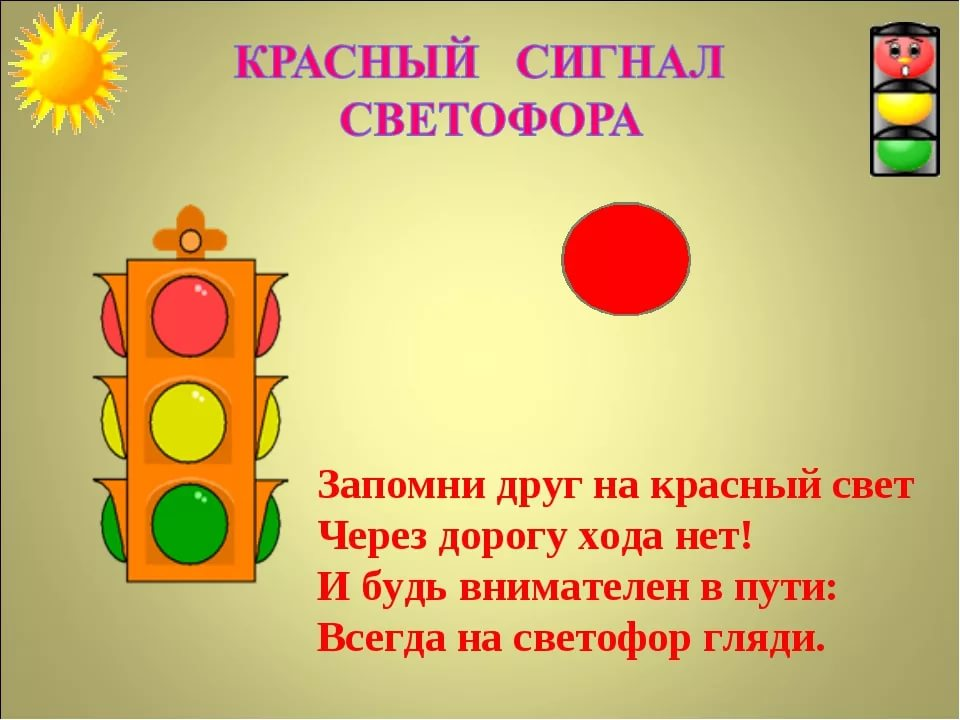 КРАСНЫЙ СИГНАЛ
СВЕТОФОРА
Запомни друг на красный свет
Через дорогу хода нет!
И будь внимателен в пути:
Всегда на светофор гляди.